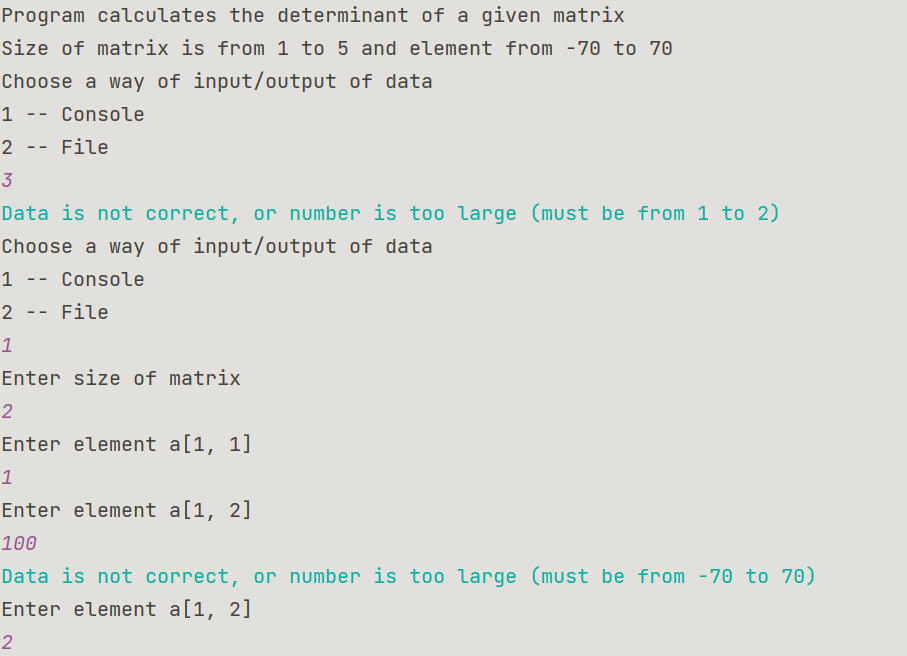 Program calculates the determinant of a given matrix
Size of matrix is from 1 to 5 and element from -70 to 70
Choose a way of input/output of data
1 -- Console
2 -- File
3
Data is not correct, or number is too large (must be from 1 to 2)
Choose a way of input/output of data
1 -- Console
2 -- File
1
Enter size of matrix
2
Enter element a[1, 1]
1
Enter element a[1, 2]
100
Data is not correct, or number is too large (must be from -70 to 70)
Enter element a[1, 2]
2